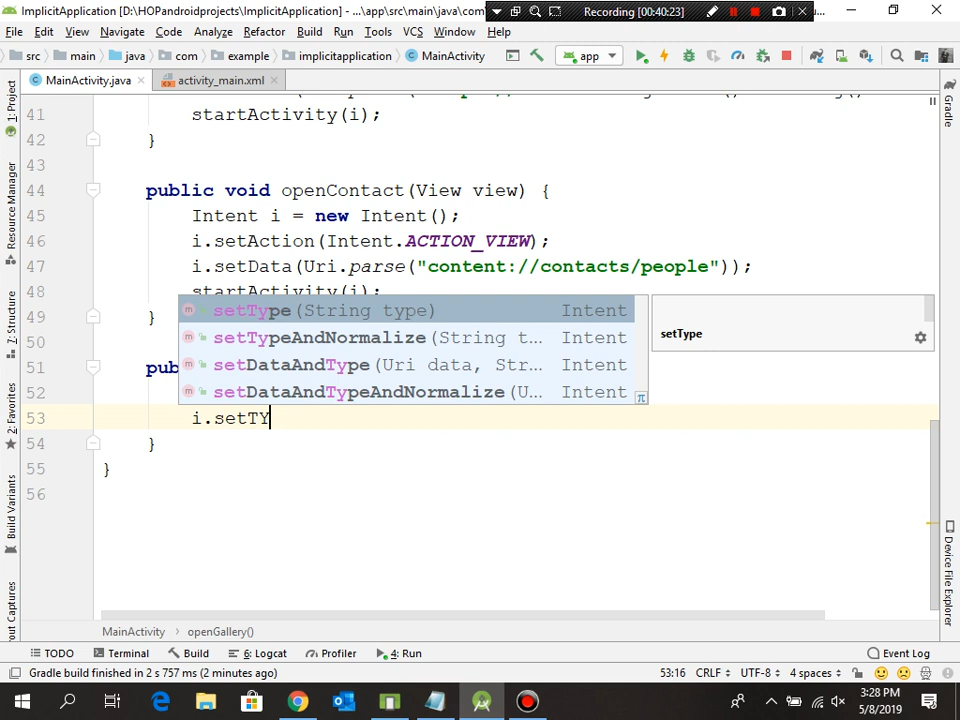 ImplicitApplication [D:\HOPandroidprojects\ImplicitApplication] - ...\app\src\main\java\com
Recording [00:40:23]
File Edit View Navigate Code Analyze Refactor Build Run Tools VCS Window Help
src main java com example implicitapplication MainActivity app
MainActivity.java activity_main.xml
1: Project
Resource Manager
7: Structure
2: Favorites
Build Variants
Gradle
Device File Explorer
41 startActivity(i);
42 }
43
44 public void openContact(View view) {
45 Intent i = new Intent();
46 i.setAction(Intent.ACTION_VIEW);
47 i.setData(Uri.parse("content://contacts/people"));
48 startActivity(i);
49 }
50
51 pub
52
53 i.setTY
54 }
55 }
56
setType(String type) Intent
setTypeAndNormalize(String t... Intent
setDataAndType(Uri data, Str... Intent
setDataAndTypeAndNormalize(U... Intent
π
setType
MainActivity › openGallery()
TODO Terminal Build 6: Logcat Profiler 4: Run Event Log
Gradle build finished in 2 s 757 ms (2 minutes ago) 53:16 CRLF UTF-8 4 spaces
3:28 PM
5/8/2019